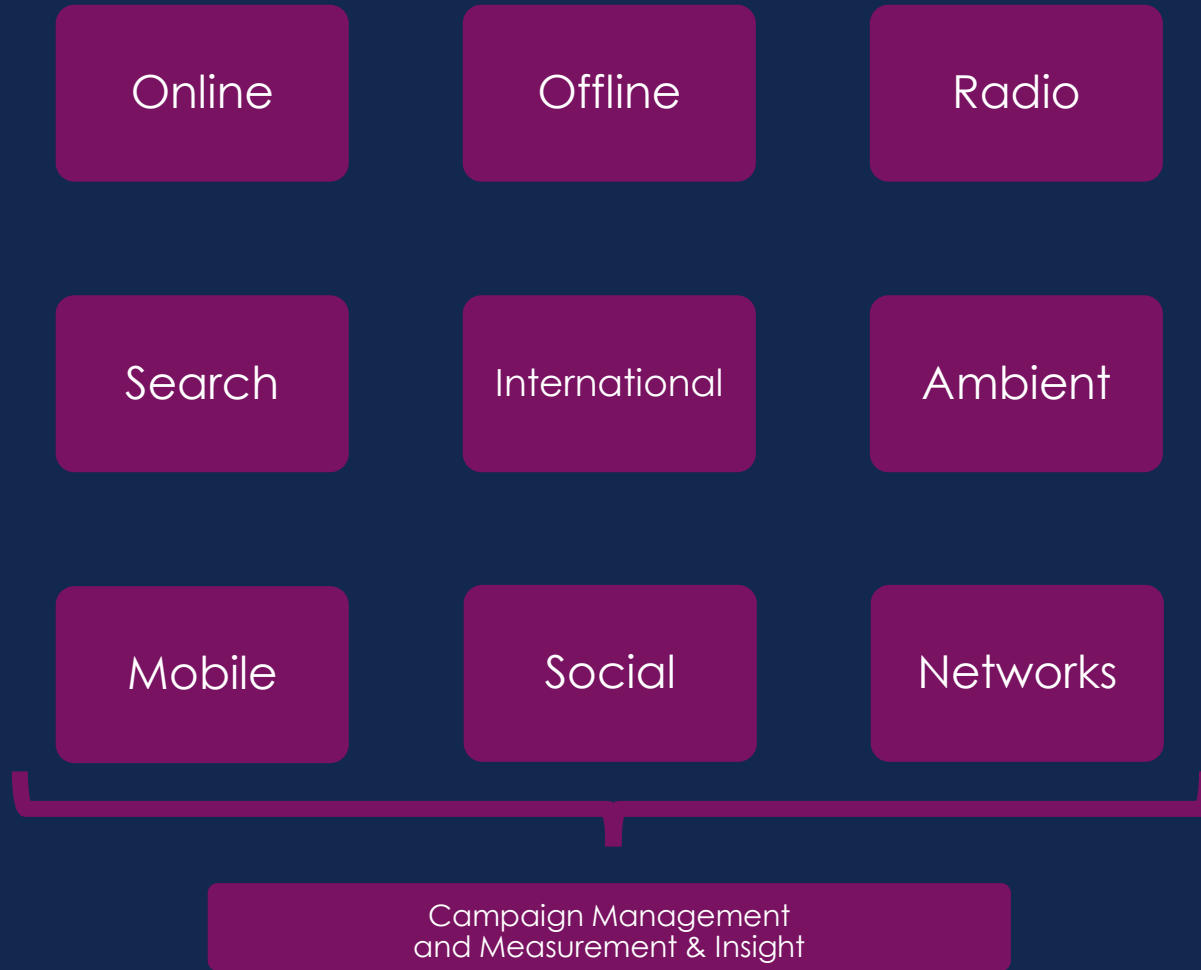 Online
Offline
Radio
Search
International
Ambient
Mobile
Social
Networks
Campaign Management
and Measurement & Insight